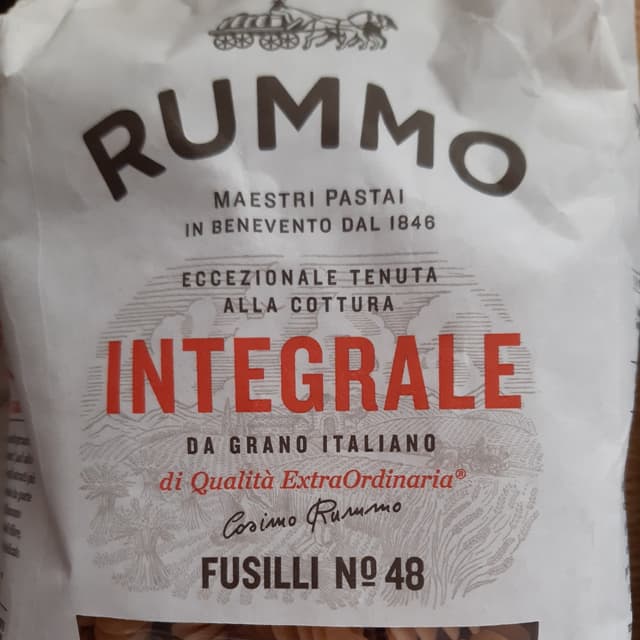 RUMMO
MAESTRI PASTAI
IN BENEVENTO DAL 1846
ECCEZIONALE TENUTA
ALLA COTTURA
INTEGRALE
DA GRANO ITALIANO
di Qualità ExtraOrdinaria®
Cosimo Rummo
FUSILLI Nº 48